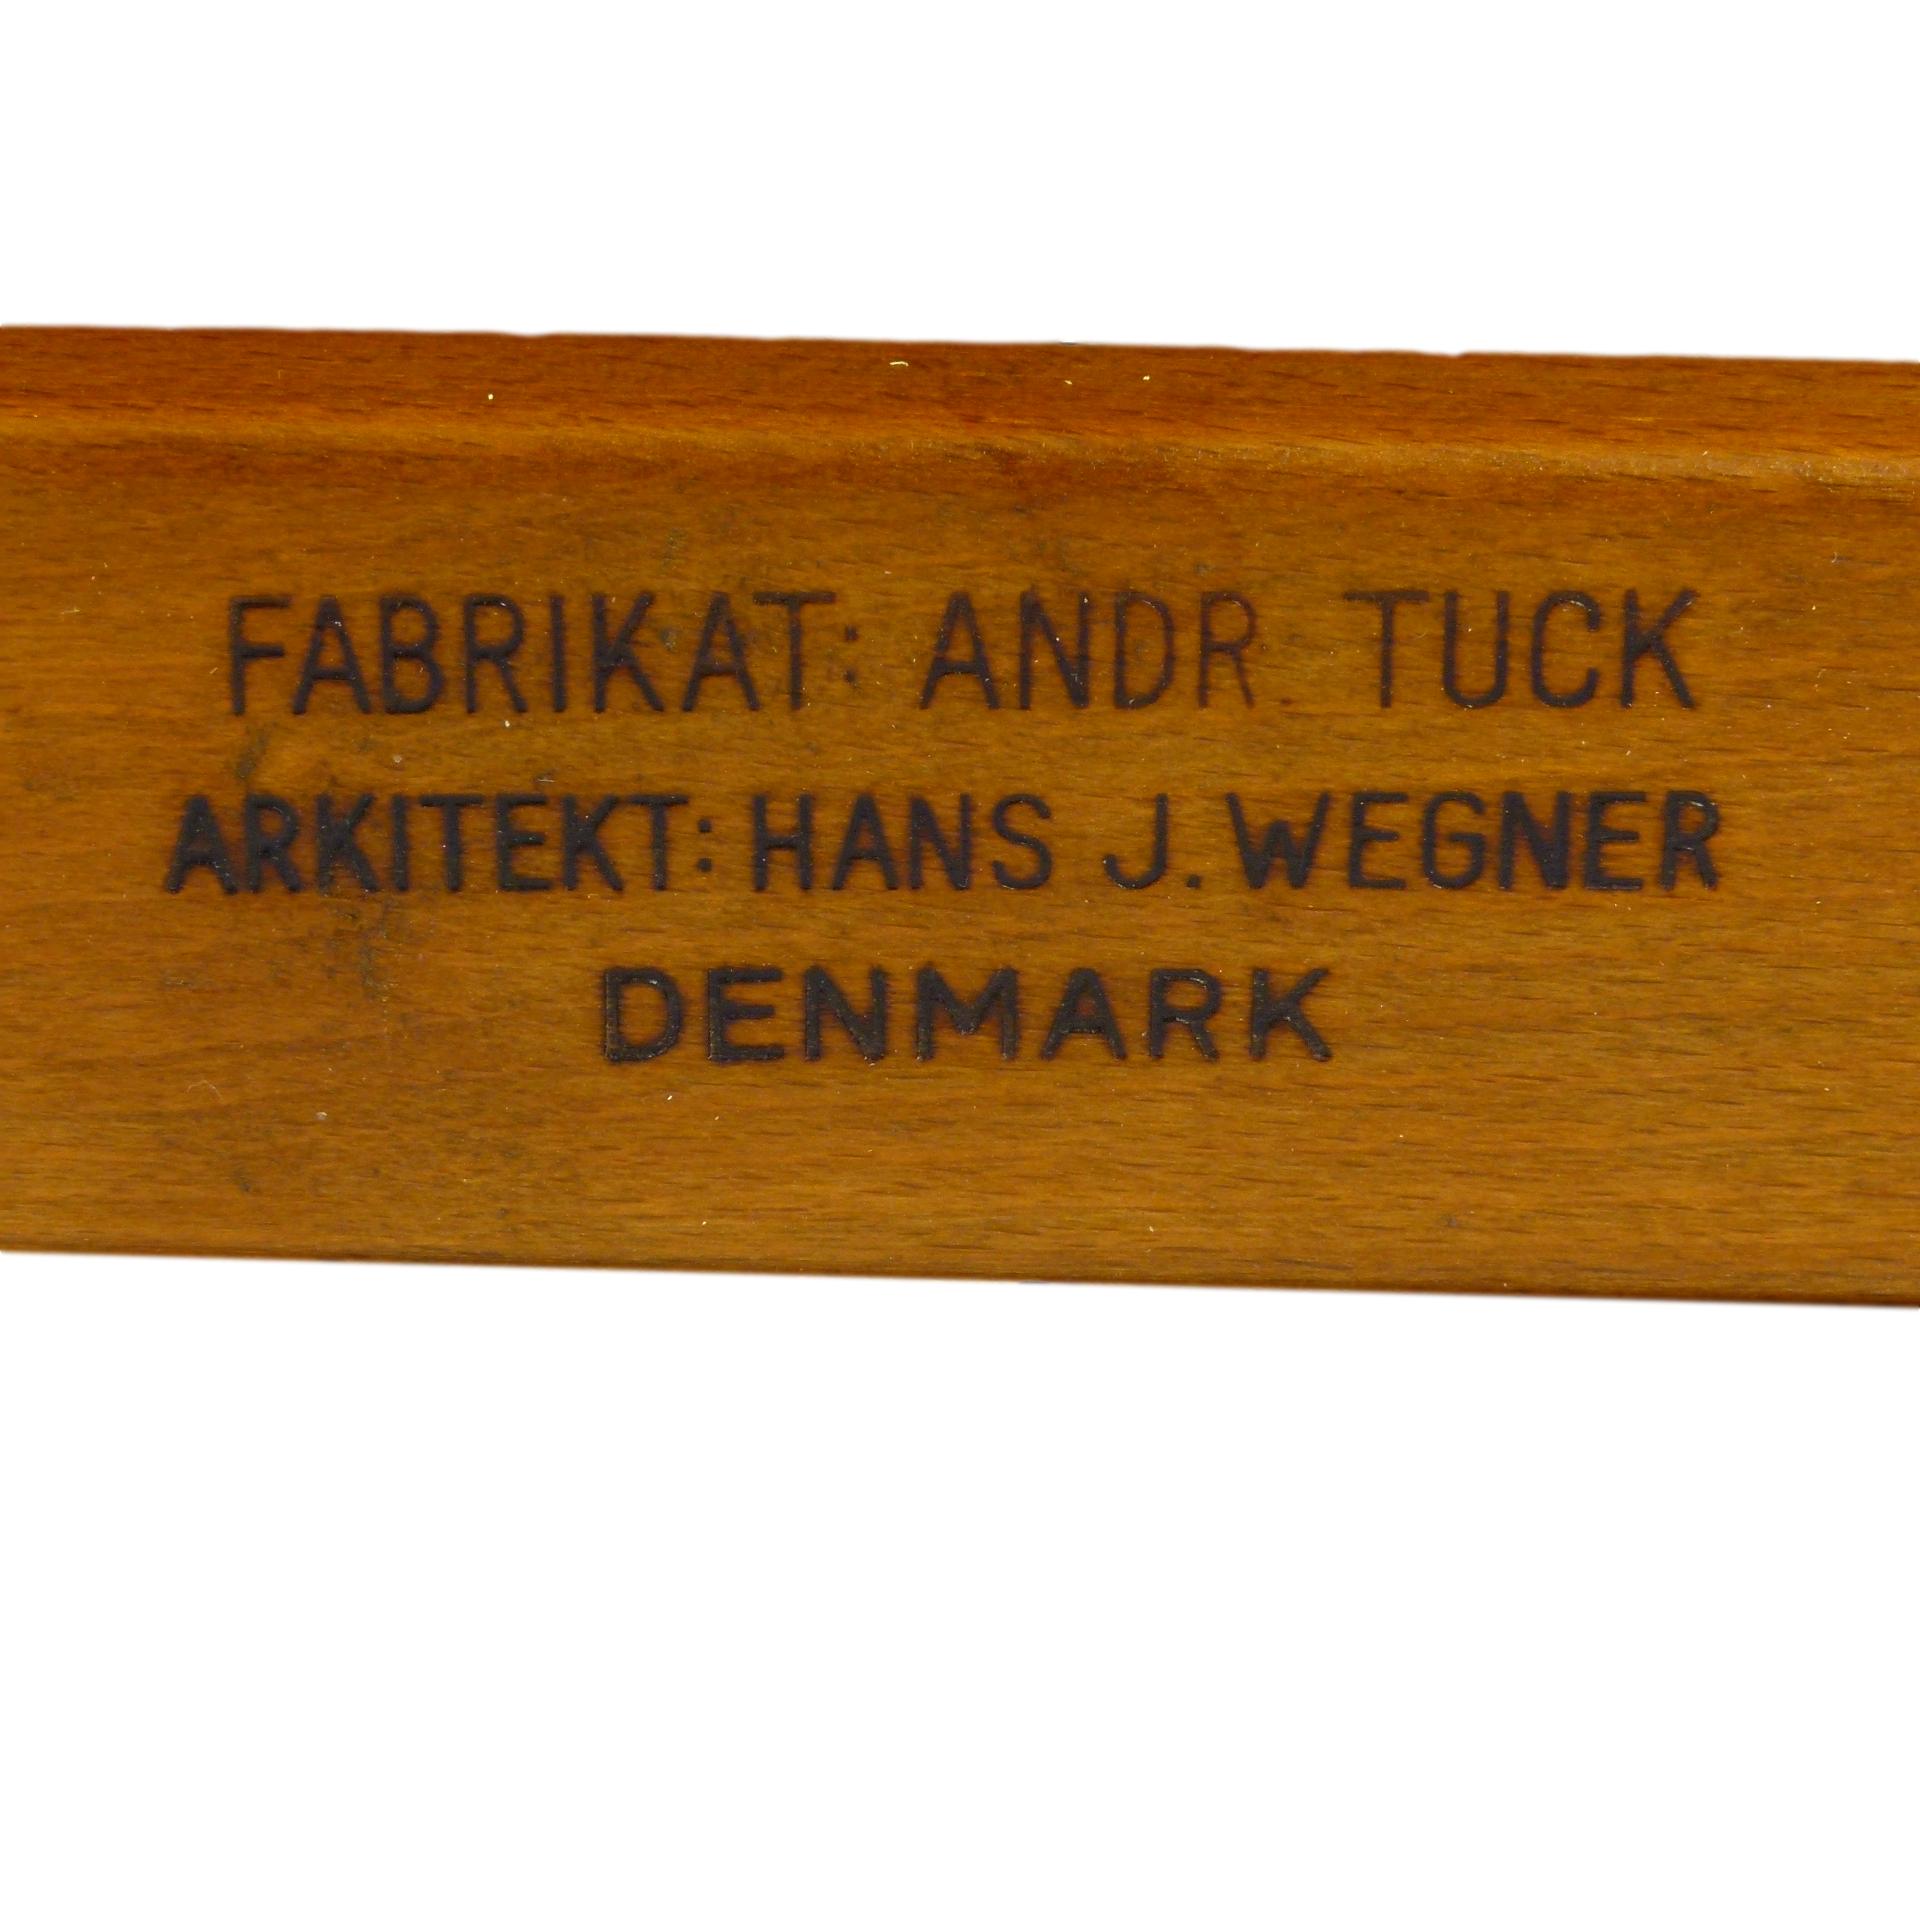 FABRIKAT: ANDR. TUCK
ARKITEKT: HANS J. WEGNER
DENMARK